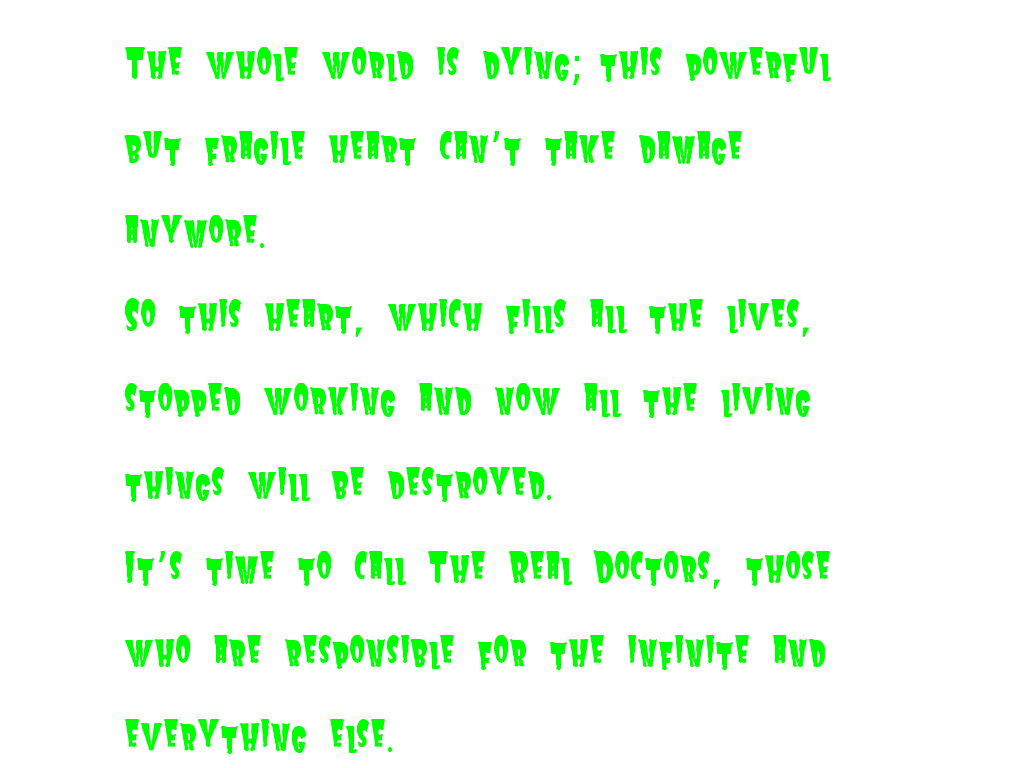 The whole world is dying; this powerful
but fragile heart can't take damage
anymore.
So this heart, which fills all the lives,
stopped working and now all the living
things will be destroyed.
It's time to call The Real Doctors, those
who are responsible for the infinite and
everything else.